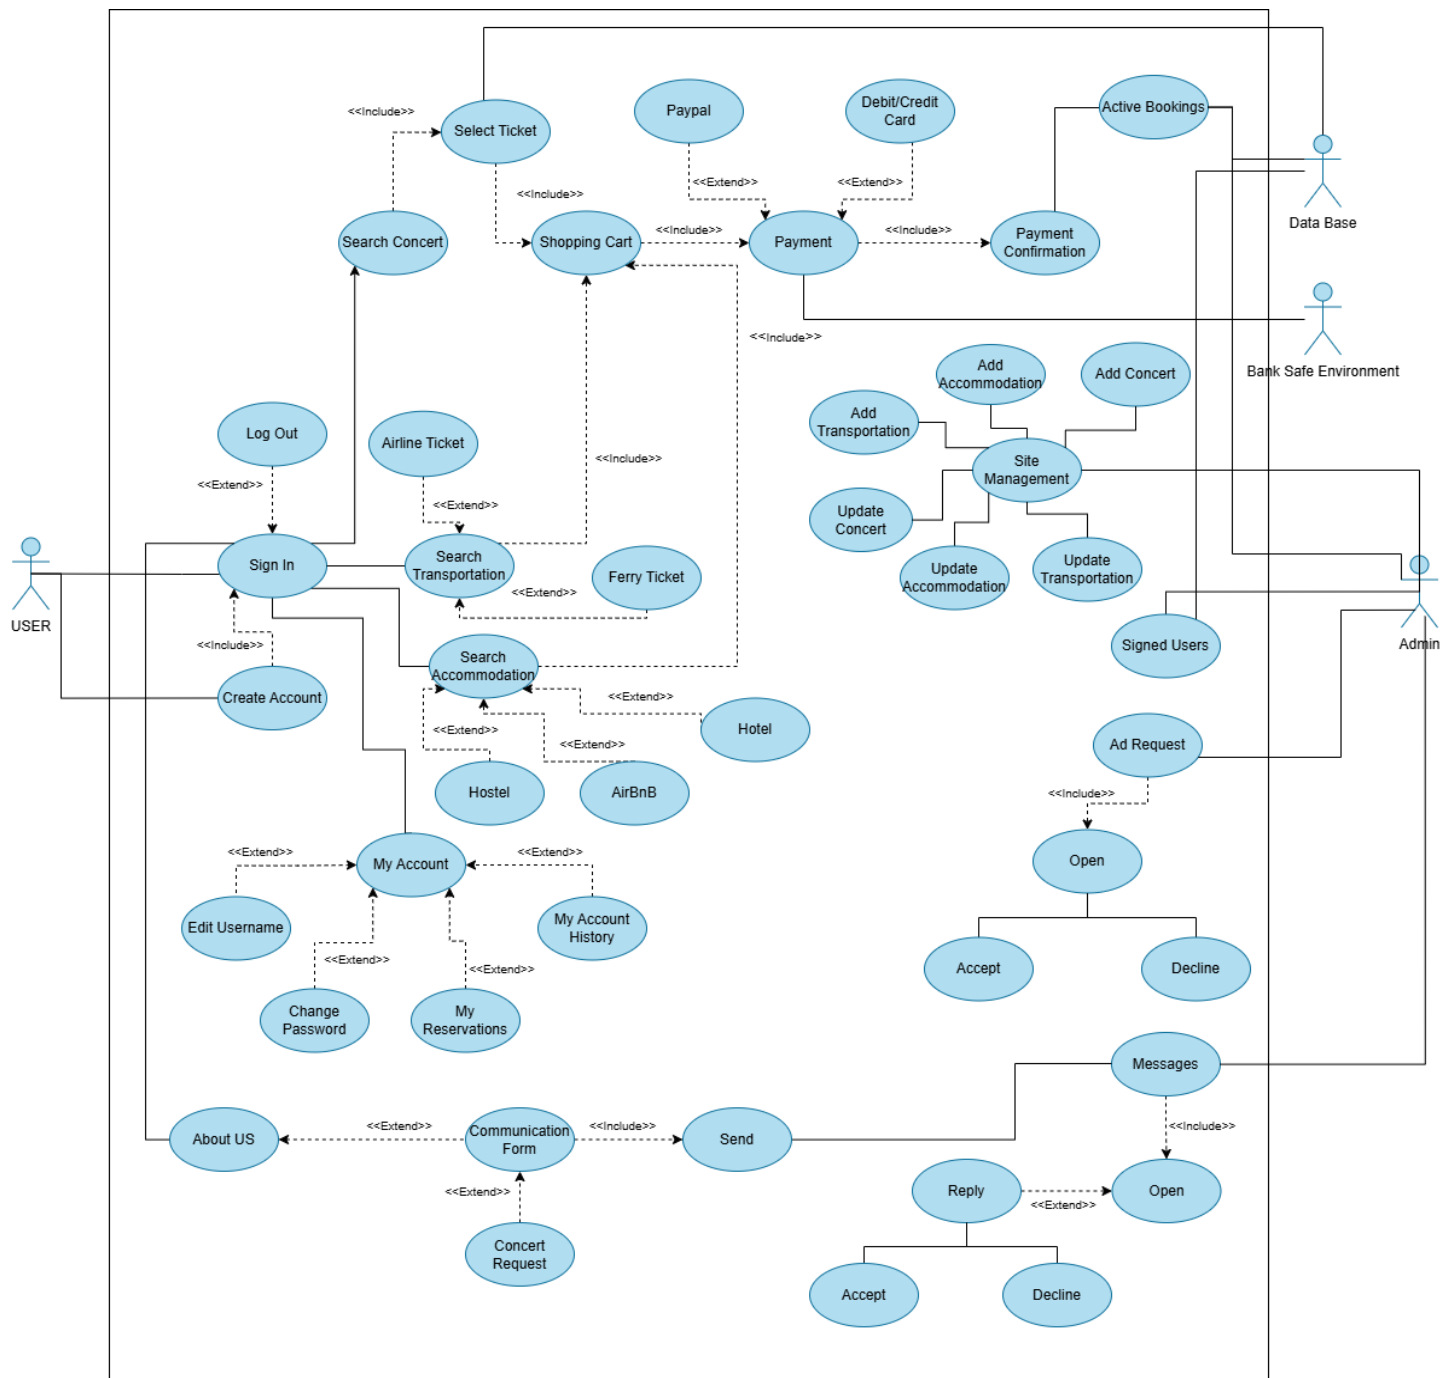 <<Include>>
Select Ticket
Paypal
Debit/Credit
Card
Active Bookings
<<Extend>>
<<Extend>>
<<Include>>
Data Base
Search Concert
Shopping Cart
<<Include>>
Payment
<<Include>>
Payment
Confirmation
<<Include>>
Bank Safe Environment
Add
Accommodation
Add Concert
Add
Transportation
Log Out
Airline Ticket
<<Include>>
Site
Management
<<Extend>>
<<Extend>>
Update
Concert
Sign In
Search
Transportation
Ferry Ticket
<<Extend>>
Update
Accommodation
Update
Transportation
USER
<<Include>>
Signed Users
Admin
Search
Accommodation
Create Account
<<Extend>>
Hotel
<<Extend>>
<<Extend>>
Ad Request
Hostel
AirBnB
<<Include>>
<<Extend>>
My Account
<<Extend>>
Open
Edit Username
My Account
History
<<Extend>>
<<Extend>>
Accept
Decline
Change
Password
My
Reservations
Messages
About US
<<Extend>>
Communication
Form
<<Include>>
Send
<<Include>>
<<Extend>>
Reply
<<Extend>>
Open
Concert
Request
Accept
Decline